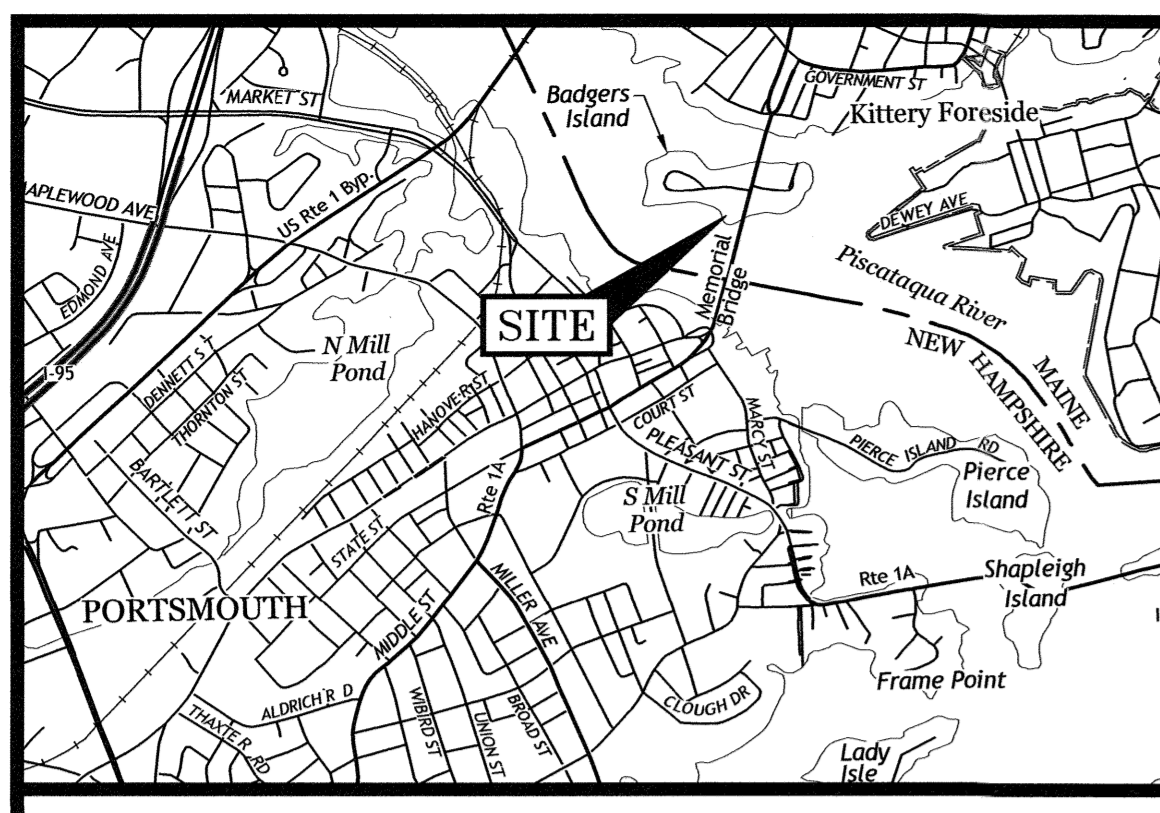 GOVERNMENT ST
MARKET ST
Badgers
Island
Kittery Foreside
APLEWOOD AVE
US Rte 1 Byp.
DEWEY AVE
EDMOND AVE
Memorial
Bridge
Piscataqua River
SITE
NEW
HAMPSHIRE
MAINE
N Mill
Pond
I-95
DENNETT ST
THORNTON ST
HANOVER ST
COURT ST
MARCY ST
PLEASANT ST
PIERCE ISLAND RD
Pierce
Island
BARTLETT ST
Rte 1A
S Mill
Pond
STATE ST
Rte 1A
Shapleigh
Island
PORTSMOUTH
MILLER AVE
MIDDLE ST
Frame Point
ALDRICH R D
CLOUGH DR
THAXTER RD
WIBIRD ST
UNION ST
BROAD ST
Lady
Isle